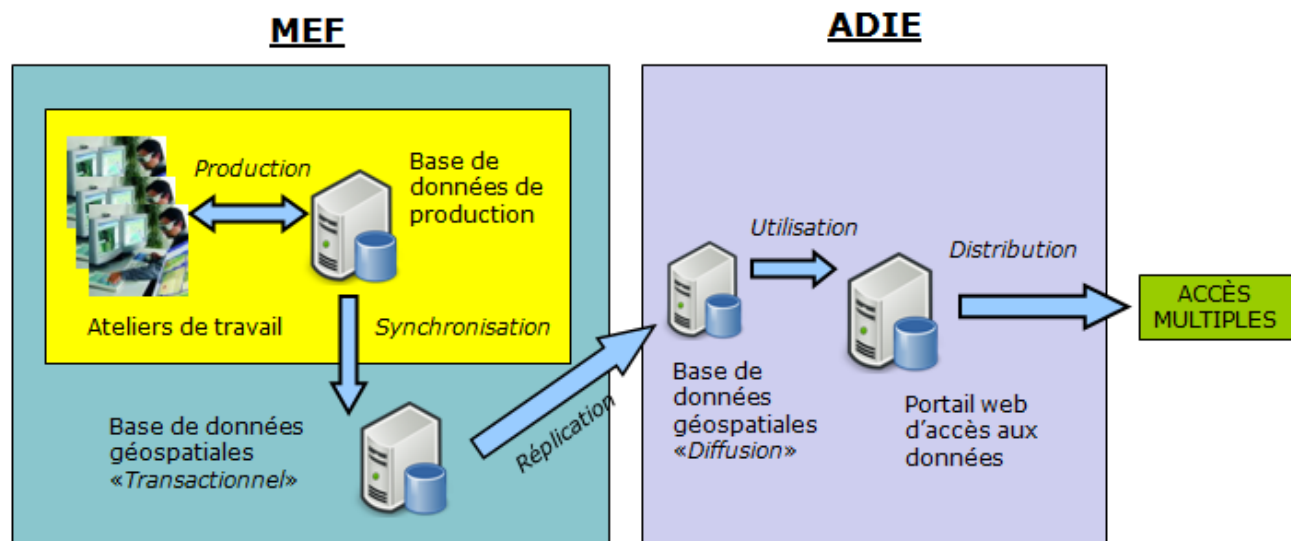 MEF
ADIE
Production
Base de
données de
production
Ateliers de travail
Synchronisation
Base de données
géospatiales
«Transactionnel»
Réplication
Utilisation
Distribution
Base de
données
géospatiales
«Diffusion»
Portail web
d'accès aux
données
ACCÈS
MULTIPLES